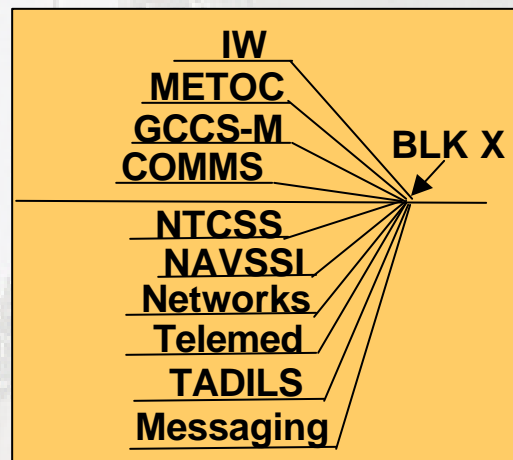 IW
METOC
GCCS-M
BLK X
COMMS
NTCSS
NAVSSI
Networks
Telemed
TADILS
Messaging